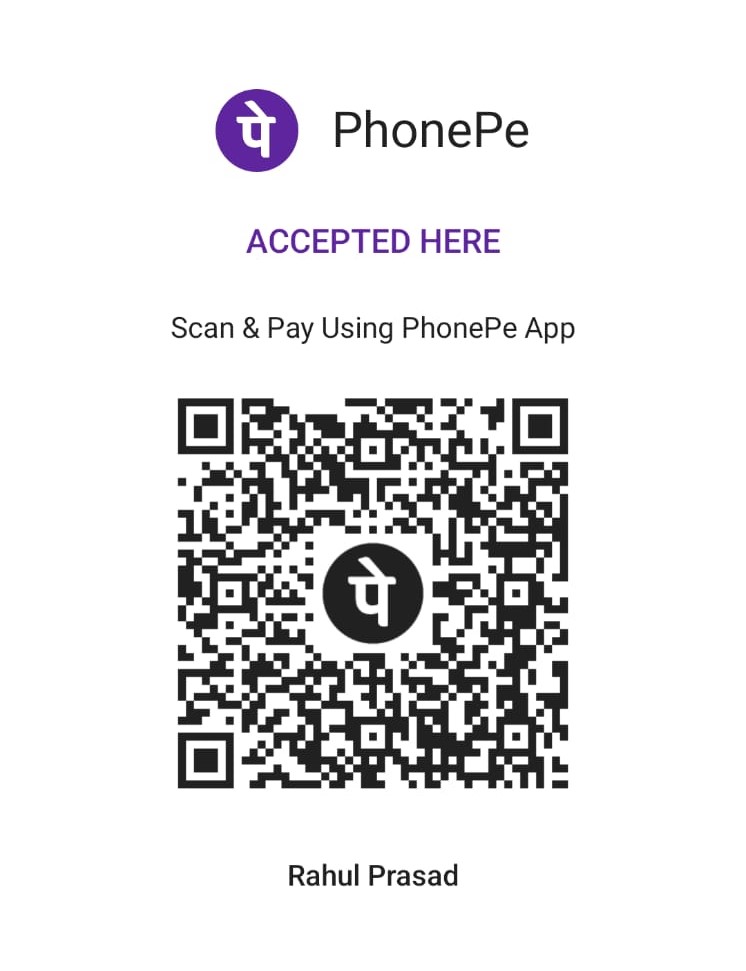 पे PhonePe
ACCEPTED HERE
Scan & Pay Using PhonePe App
पे
Rahul Prasad